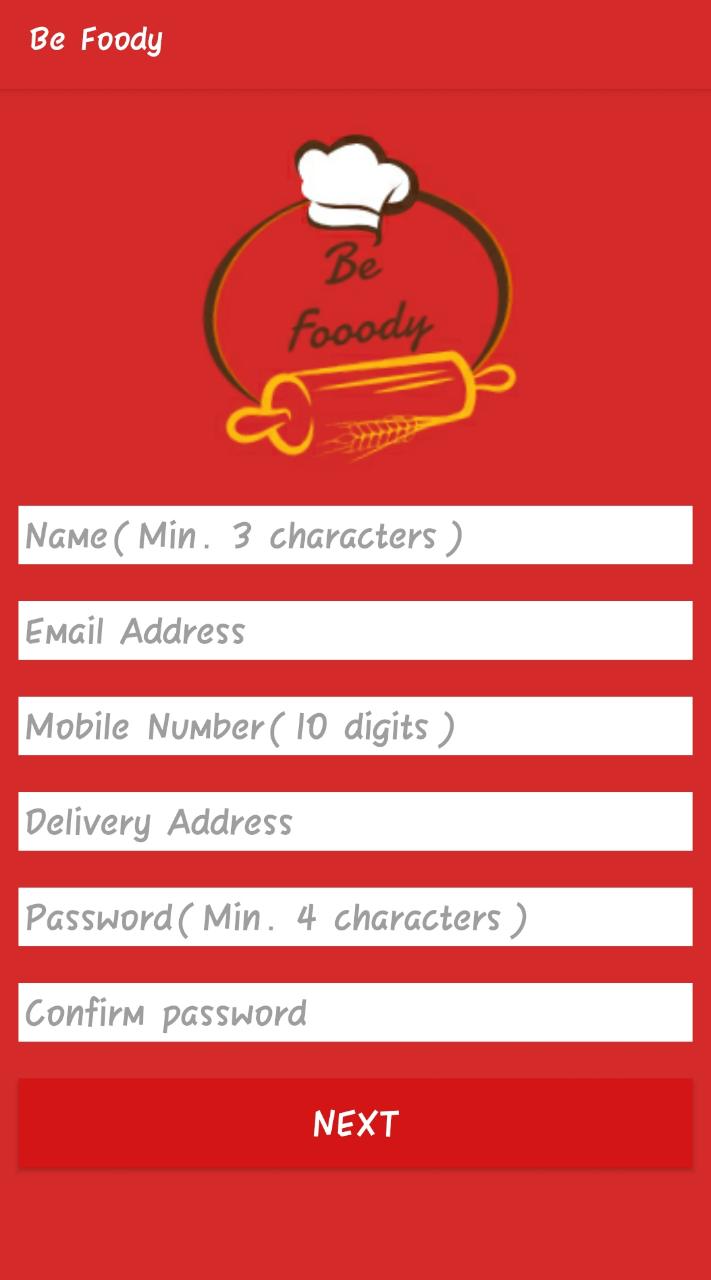 Be Foody
Be
Fooody
Name( Min. 3 characters )
Email Address
Mobile Number( 10 digits )
Delivery Address
Password( Min. 4 characters )
Confirm password
NEXT